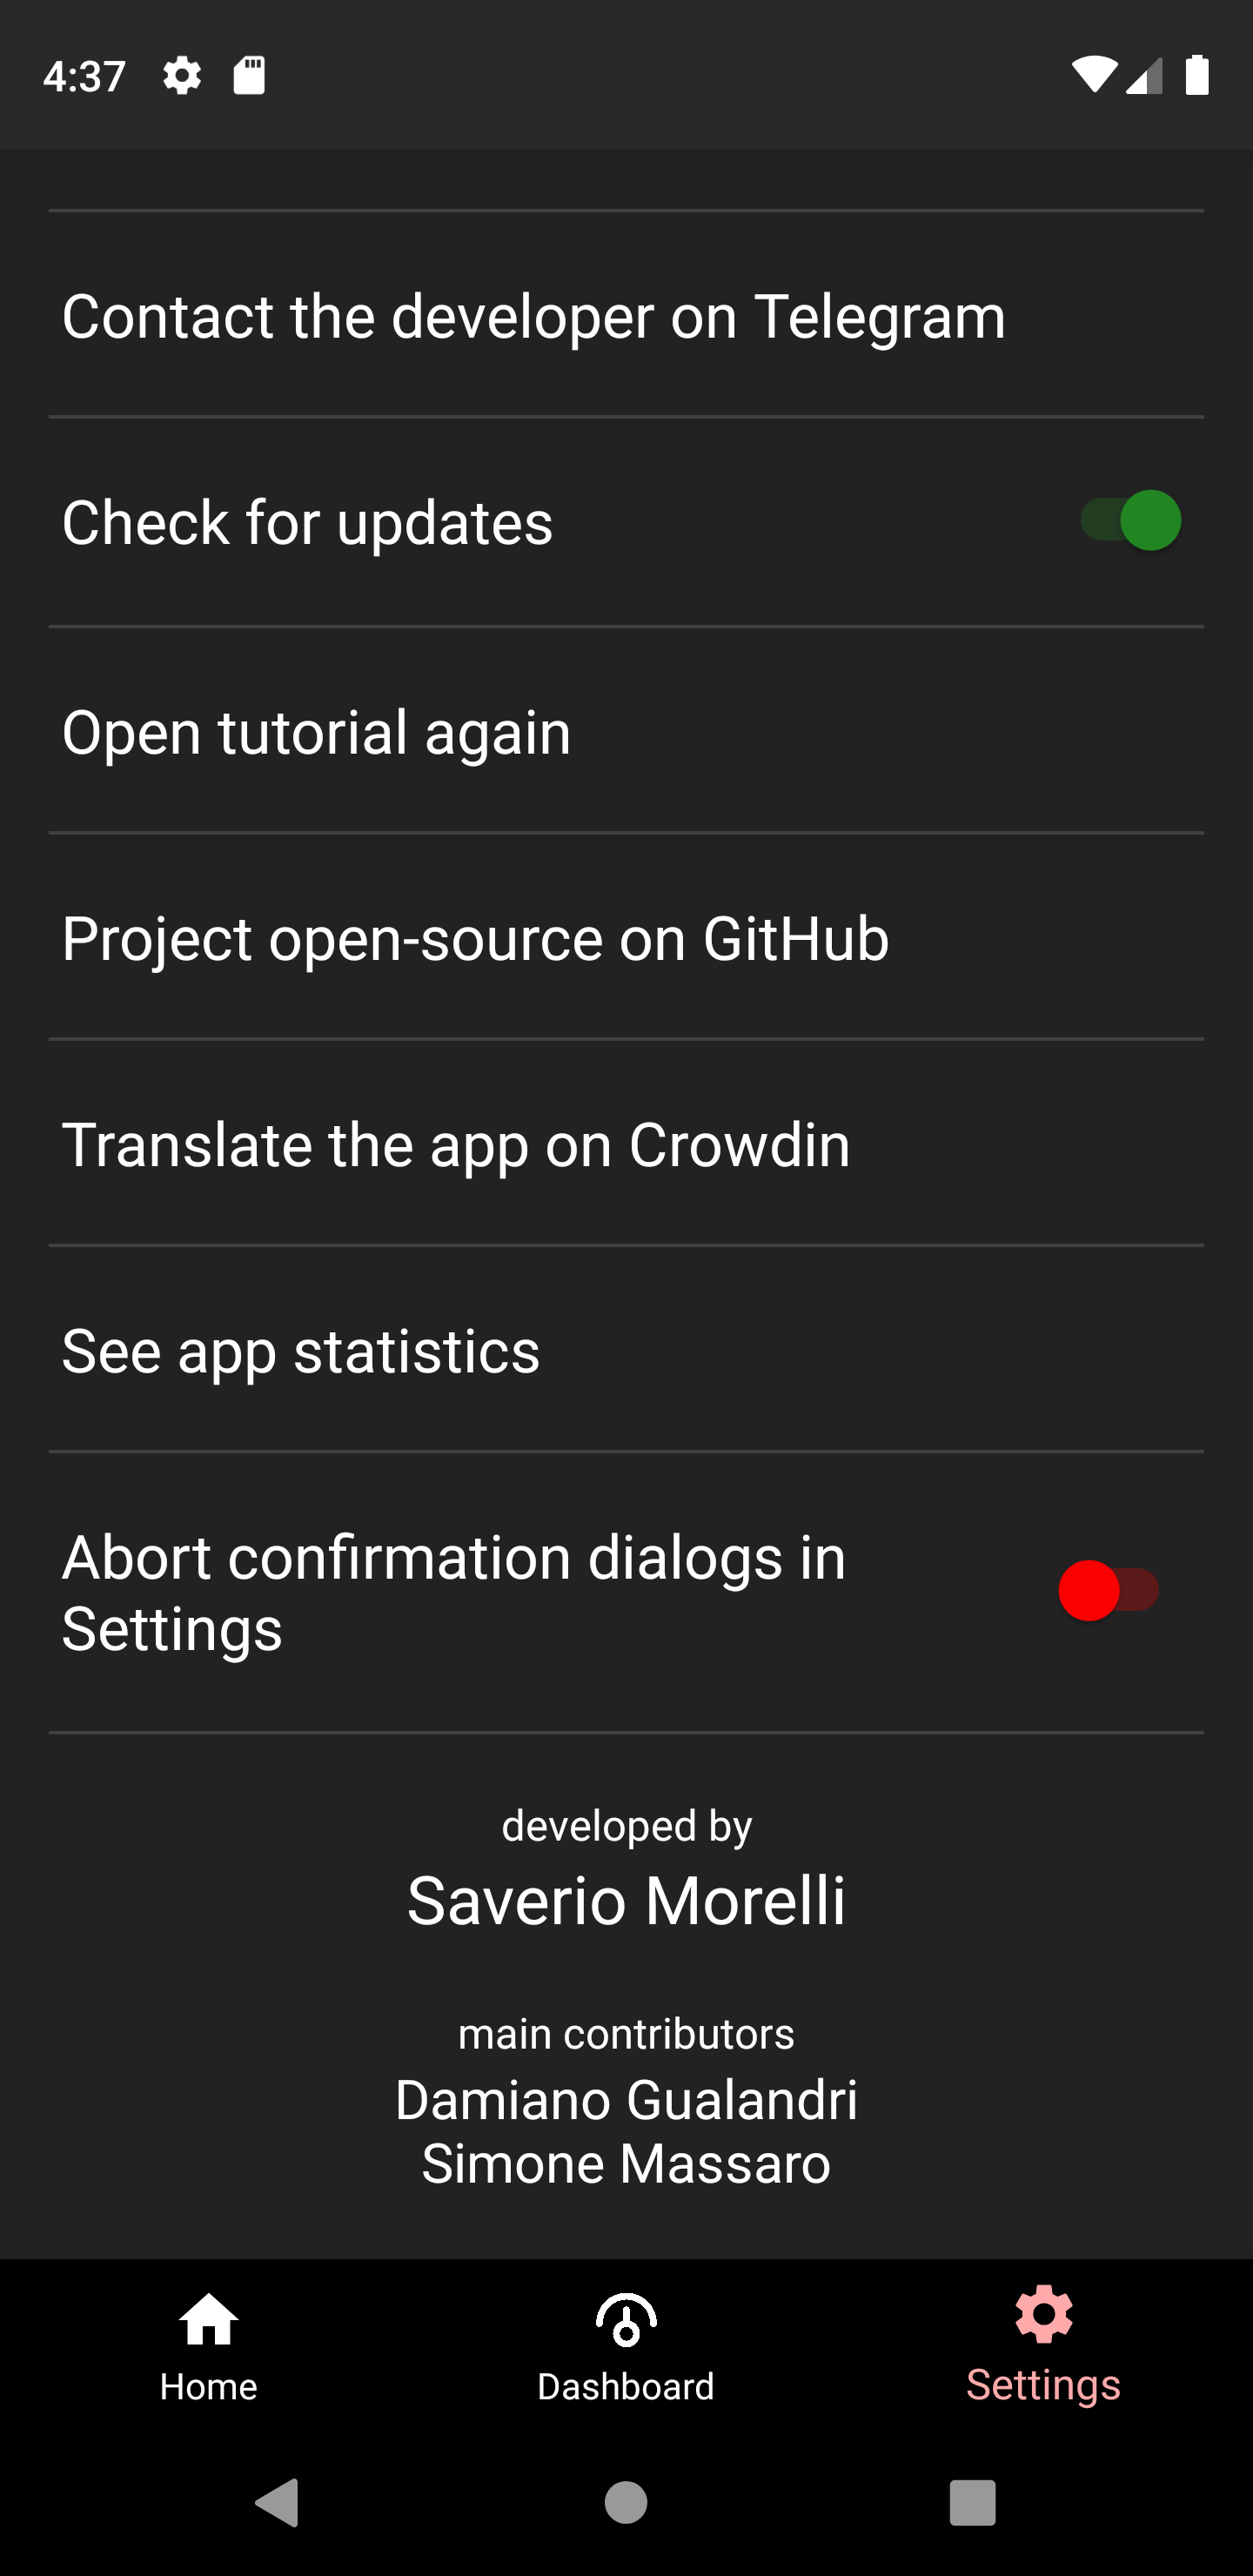 4:37
Contact the developer on Telegram
Check for updates
Open tutorial again
Project open-source on GitHub
Translate the app on Crowdin
See app statistics
Abort confirmation dialogs in
Settings
developed by
Saverio Morelli
main contributors
Damiano Gualandri
Simone Massaro
Home
Dashboard
Settings